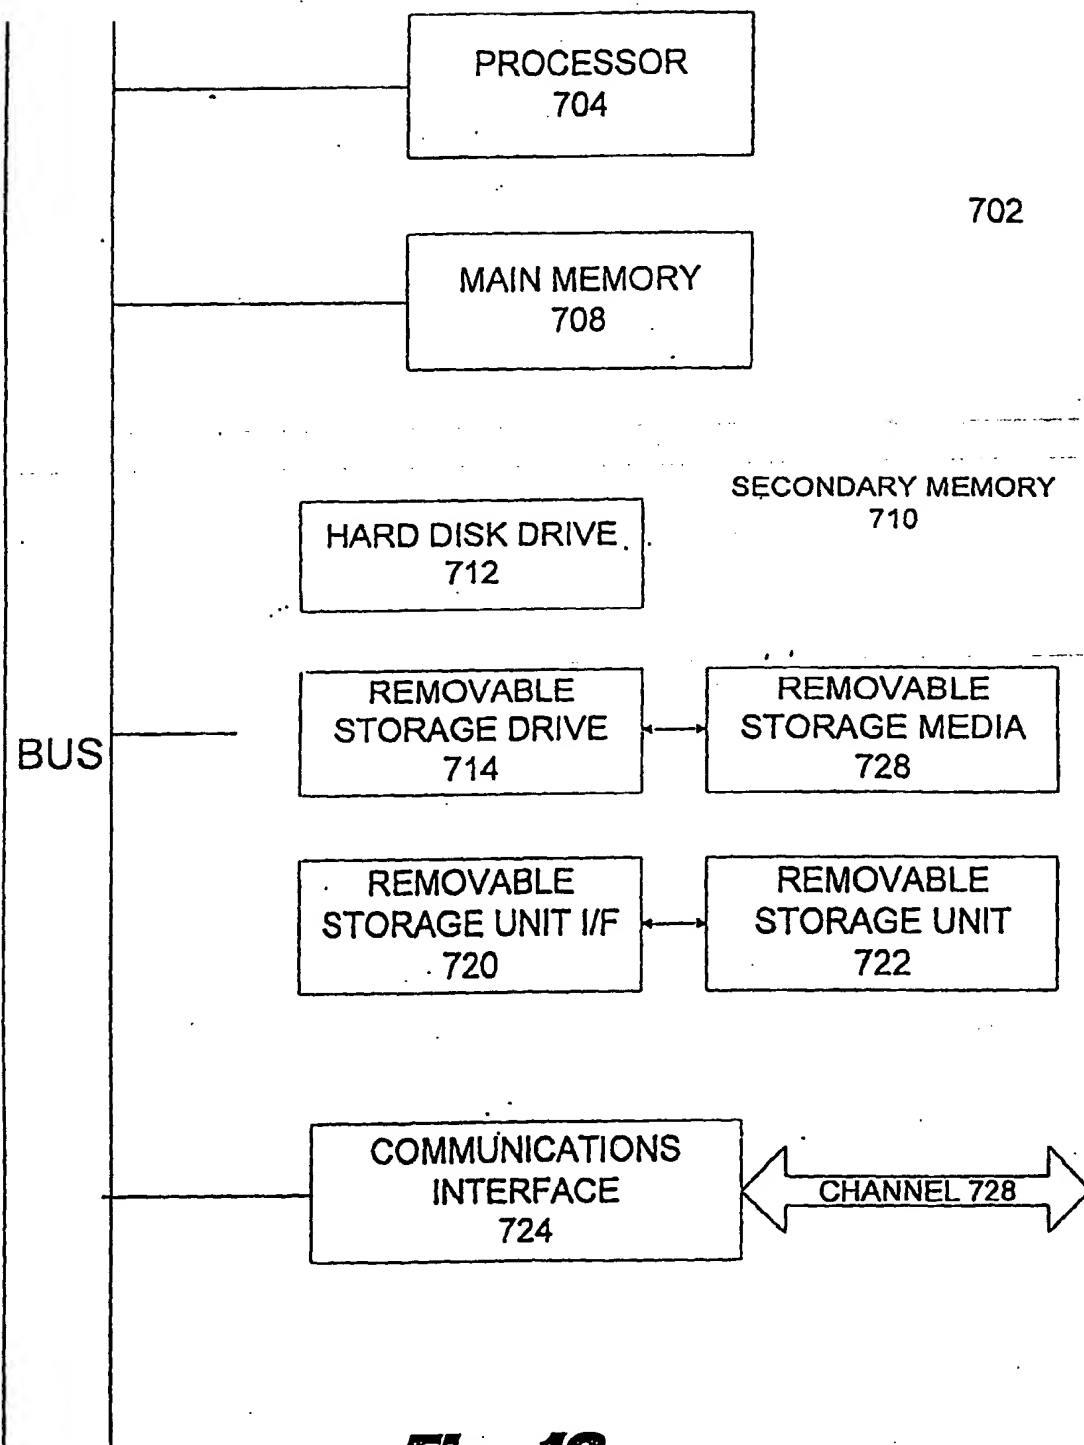 PROCESSOR
704
702
MAIN MEMORY
708
SECONDARY MEMORY
710
HARD DISK DRIVE
712
REMOVABLE
STORAGE DRIVE
714
REMOVABLE
STORAGE MEDIA
728
BUS
REMOVABLE
STORAGE UNIT I/F
720
REMOVABLE
STORAGE UNIT
722
COMMUNICATIONS
INTERFACE
724
CHANNEL 728